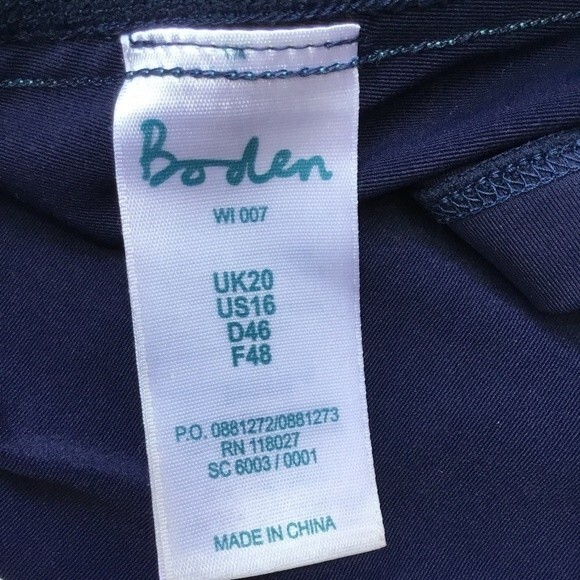 Boden
WI 007
UK20
US16
D46
F48
P.O. 0881272/0881273
RN 118027
SC 6003 / 0001
MADE IN CHINA